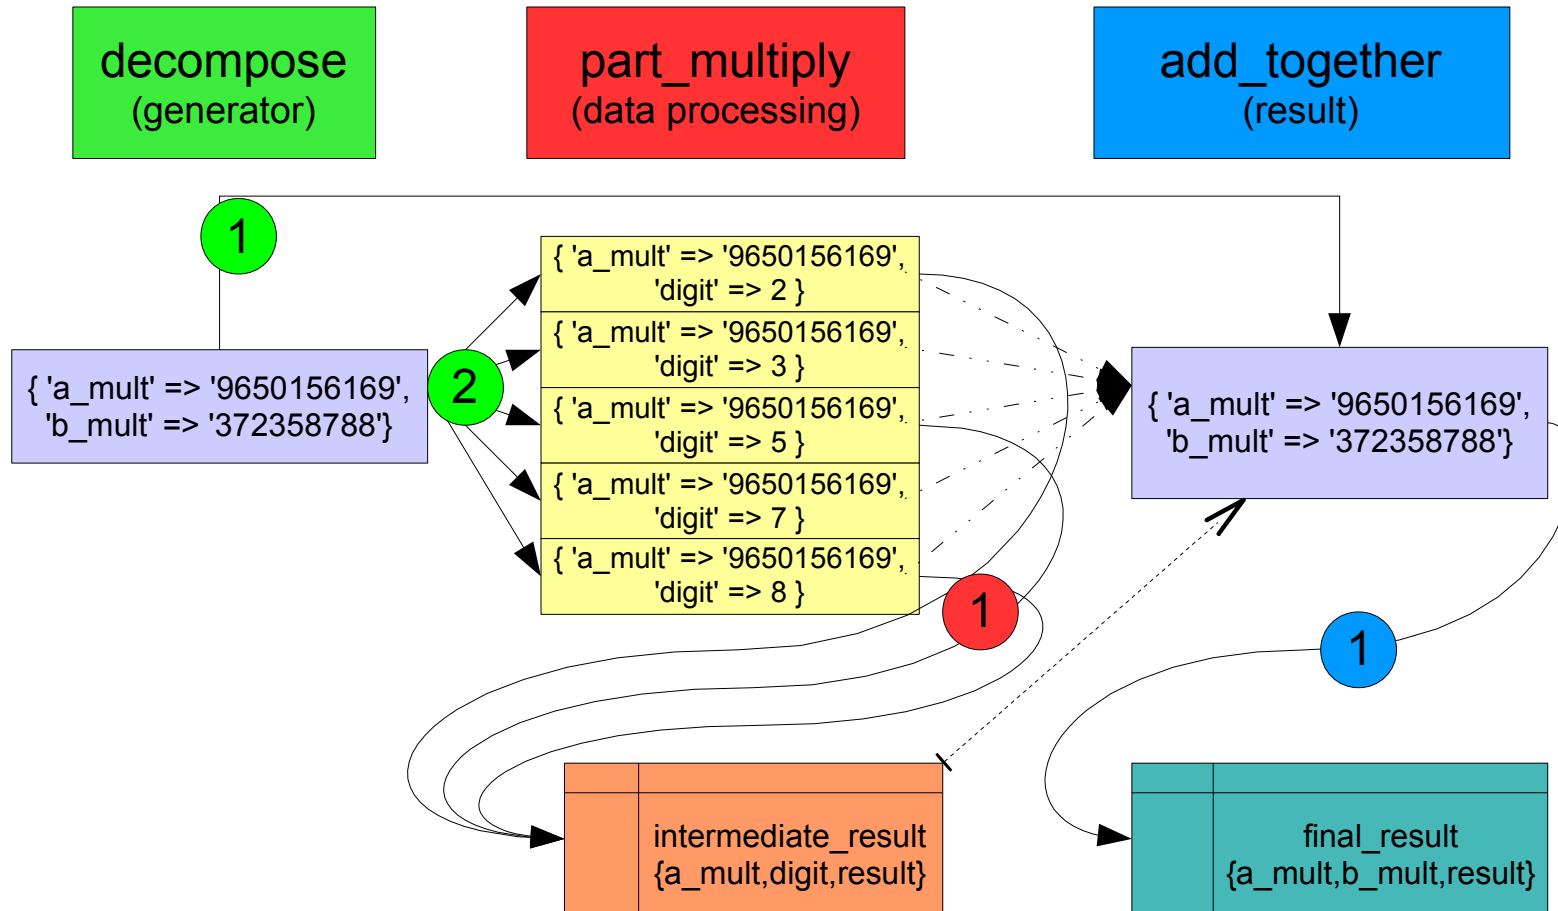 decompose
(generator)
part_multiply
(data processing)
add_together
(result)
1
{ 'a_mult' => '9650156169',
'b_mult' => '372358788'}
2
{ 'a_mult' => '9650156169',
'digit' => 2 }
{ 'a_mult' => '9650156169',
'digit' => 3 }
{ 'a_mult' => '9650156169',
'digit' => 5 }
{ 'a_mult' => '9650156169',
'digit' => 7 }
{ 'a_mult' => '9650156169',
'digit' => 8 }
{ 'a_mult' => '9650156169',
'b_mult' => '372358788'}
1
1
intermediate_result
{a_mult,digit,result}
final_result
{a_mult,b_mult,result}